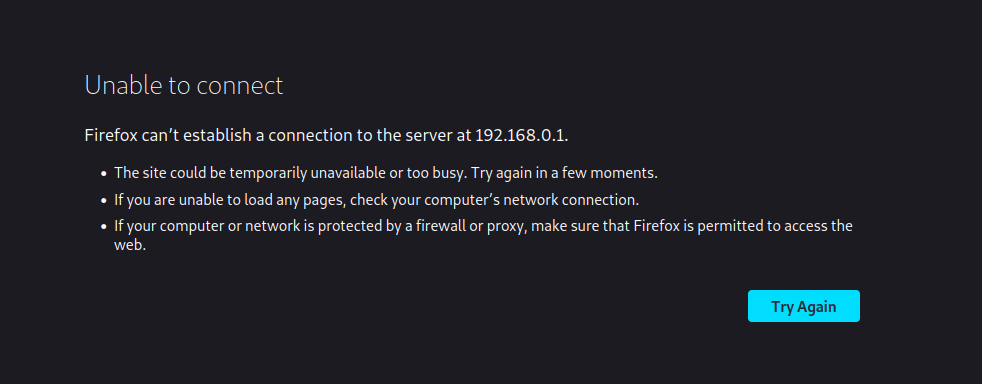 Unable to connect
Firefox can’t establish a connection to the server at 192.168.0.1.
• The site could be temporarily unavailable or too busy. Try again in a few moments.
• If you are unable to load any pages, check your computer’s network connection.
• If your computer or network is protected by a firewall or proxy, make sure that Firefox is permitted to access the
web.
Try Again